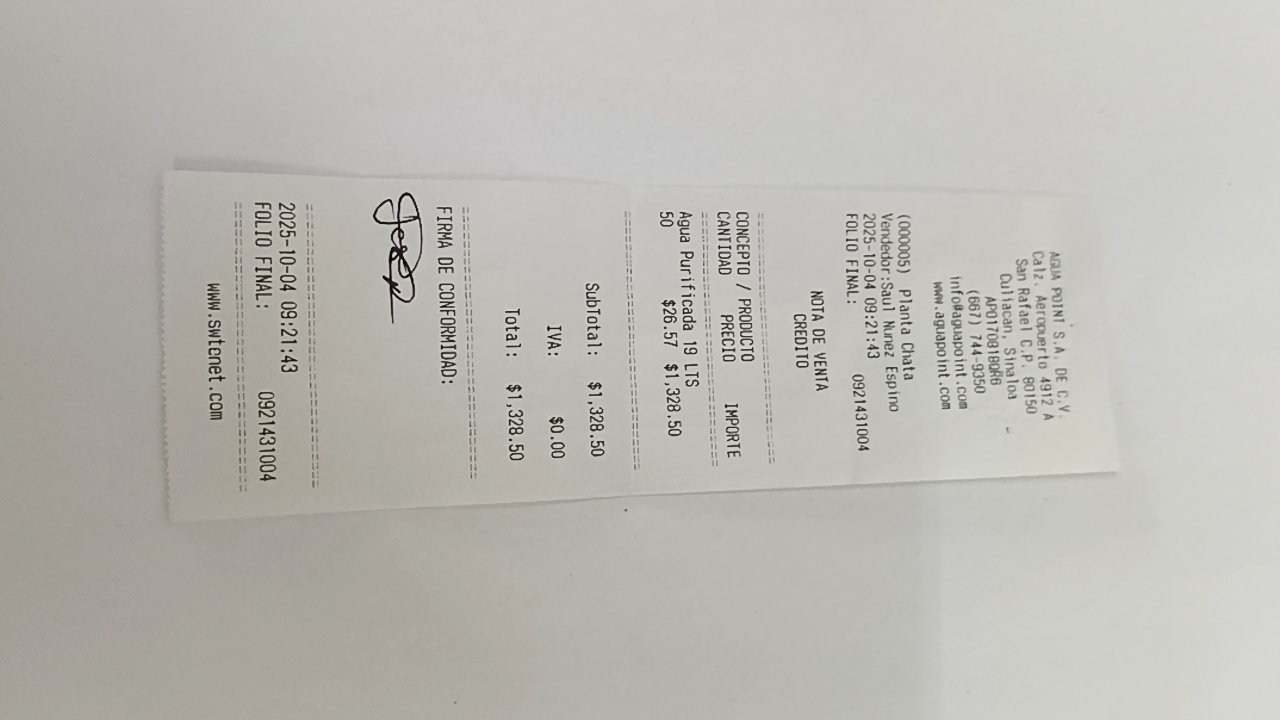 AGUA POINT S.A. DE C.V.
Calz. Aeropuerto 4912 A
San Rafael C.P. 80150
Culiacan, Sinaloa
APO170818QR6
(667) 744-9350
info@aguapoint.com
www.aguapoint.com
NOTA DE VENTA
CREDITO
(000005) Planta Chata
Vendedor:Saul Nunez Espino
2025-10-04 09:21:43
FOLIO FINAL: 0921431004
CONCEPTO / PRODUCTO
CANTIDAD PRECIO IMPORTE
Agua Purificada 19 LTS
50 $26.57 $1,328.50
SubTotal: $1,328.50
IVA: $0.00
Total: $1,328.50
FIRMA DE CONFORMIDAD:
2025-10-04 09:21:43
FOLIO FINAL: 0921431004
www.swtenet.com